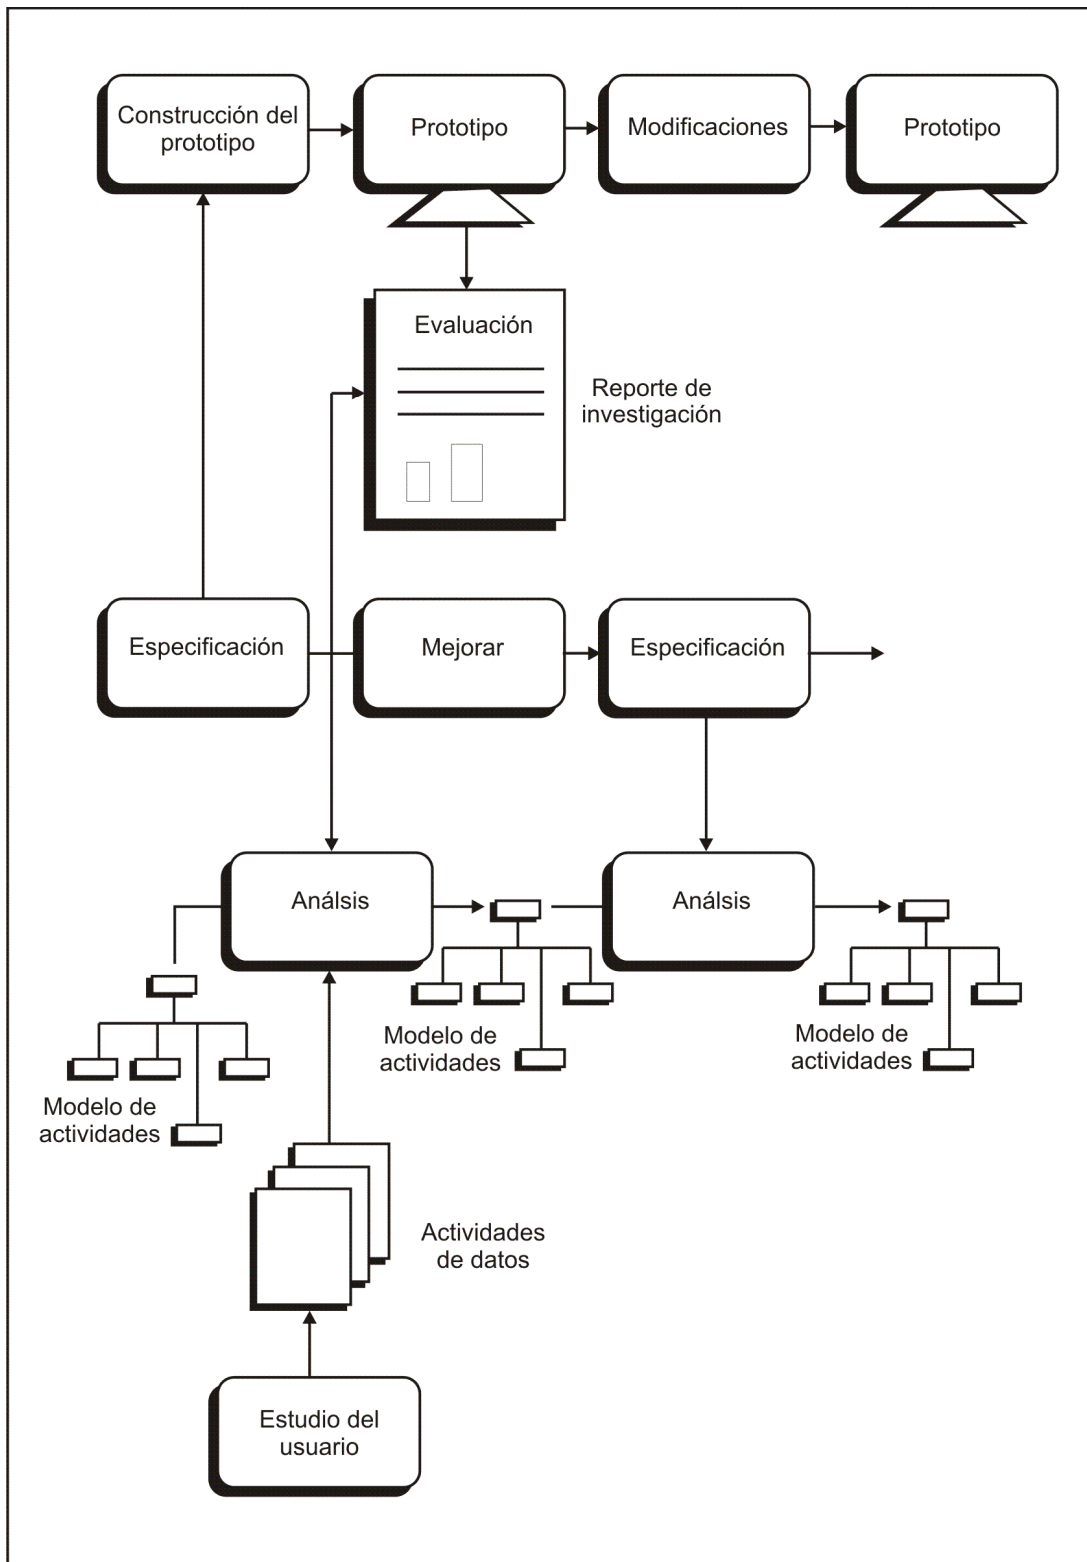 Construcción del
prototipo
Prototipo
Modificaciones
Prototipo
Evaluación
Reporte de
investigación
Especificación
Mejorar
Especificación
Análsis
Análsis
Modelo de
actividades
Modelo de
actividades
Modelo de
actividades
Actividades
de datos
Estudio del
usuario